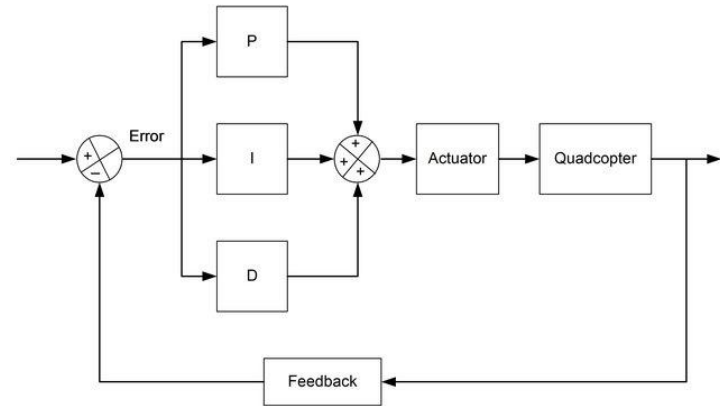 P
Error
+
−
I
+
+
+
Actuator
Quadcopter
D
Feedback